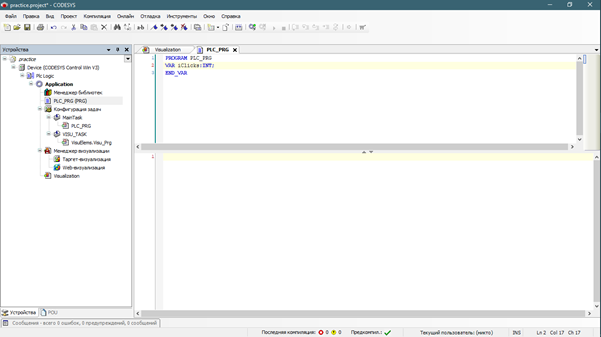 practice.project* - CODESYS
Файл Правка Вид Проект Компиляция Онлайн Отладка Инструменты Окно Справка
Устройства
practice
Device (CODESYS Control Win V3)
Plc Logic
Application
Менеджер библиотек
PLC_PRG (PRG)
Конфигурация задач
MainTask
PLC_PRG
VISU_TASK
VisuElems.Visu_Prg
Менеджер визуализации
Таргет-визуализация
Web-визуализация
Visualization
Visualization PLC_PRG
1 PROGRAM PLC_PRG
2 VAR iClicks:INT;
3 END_VAR
1
Устройства POU
Сообщения - всего 0 ошибок, 0 предупреждений, 0 сообщений
Последняя компиляция: 0 0 Предкомпил.: Текущий пользователь: (никто) INS Ln 2 Col 17 Ch 17